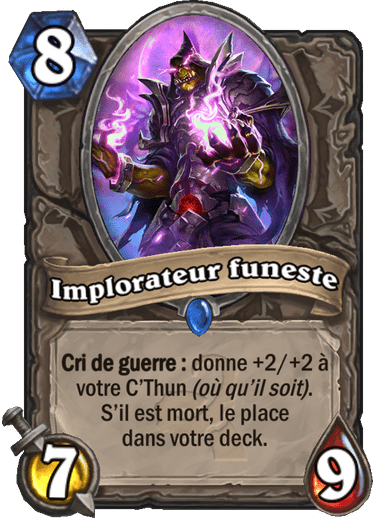 8
Implorateur funeste
Cri de guerre : donne +2/+2 à
votre C'Thun (où qu'il soit).
S'il est mort, le place
dans votre deck.
7
9